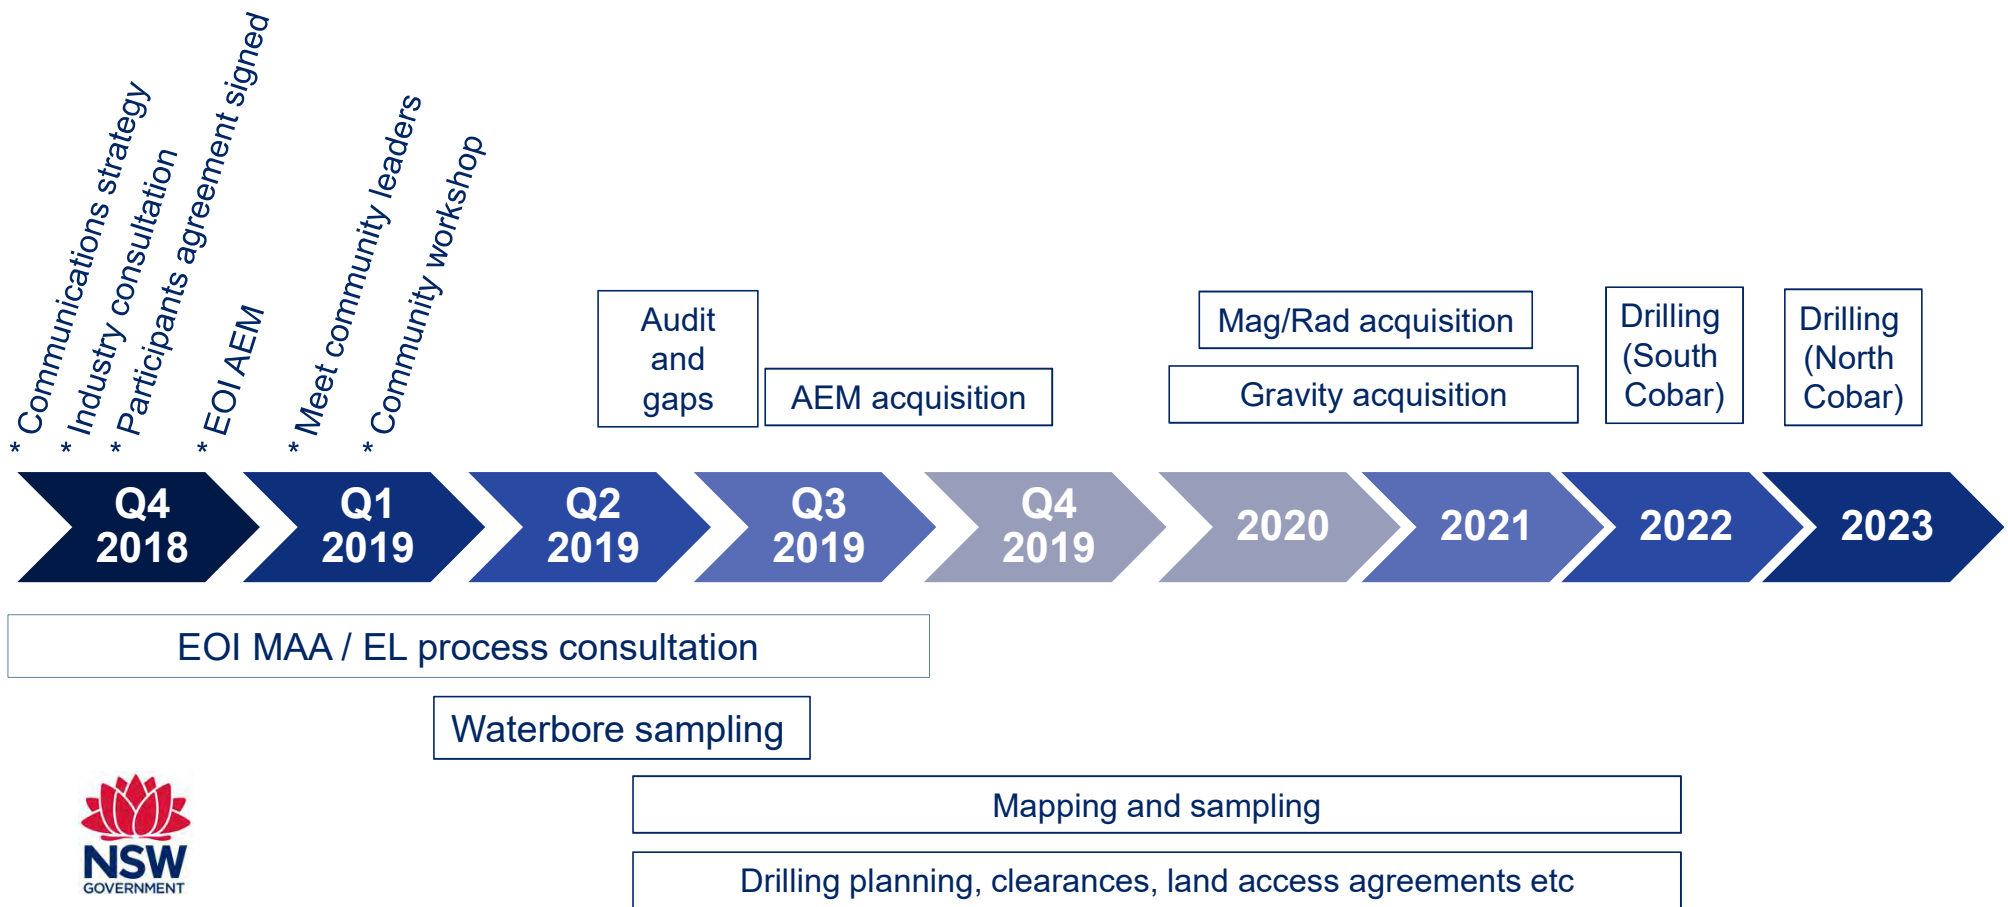 * Communications strategy
* Industry consultation
* Participants agreement signed
* EOI AEM
* Meet community leaders
* Community workshop
Audit
and
gaps
AEM acquisition
Mag/Rad acquisition
Gravity acquisition
Drilling
(South
Cobar)
Drilling
(North
Cobar)
Q4
2018
Q1
2019
Q2
2019
Q3
2019
Q4
2019
2020
2021
2022
2023
EOI MAA / EL process consultation
Waterbore sampling
Mapping and sampling
Drilling planning, clearances, land access agreements etc
NSW
GOVERNMENT